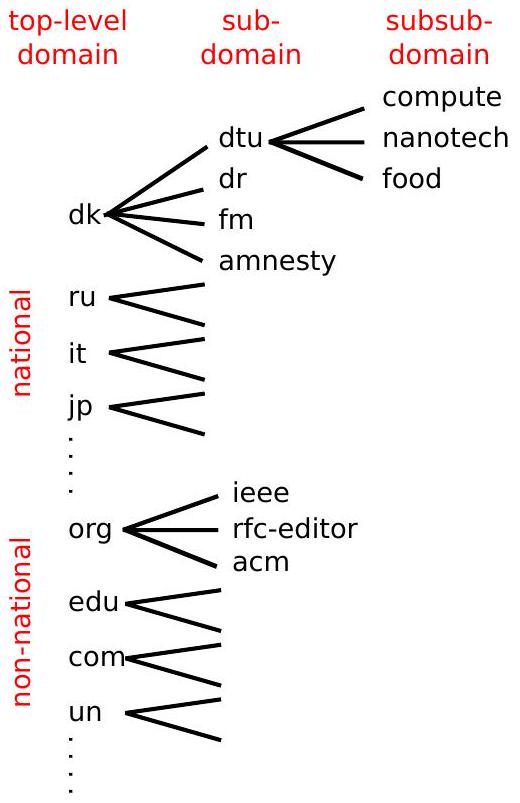 top-level
domain
sub-
domain
subsub-
domain
compute
dtu
nanotech
dr
food
dk
fm
amnesty
national
ru
it
jp
ieee
org
rfc-editor
acm
non-national
edu
com
un